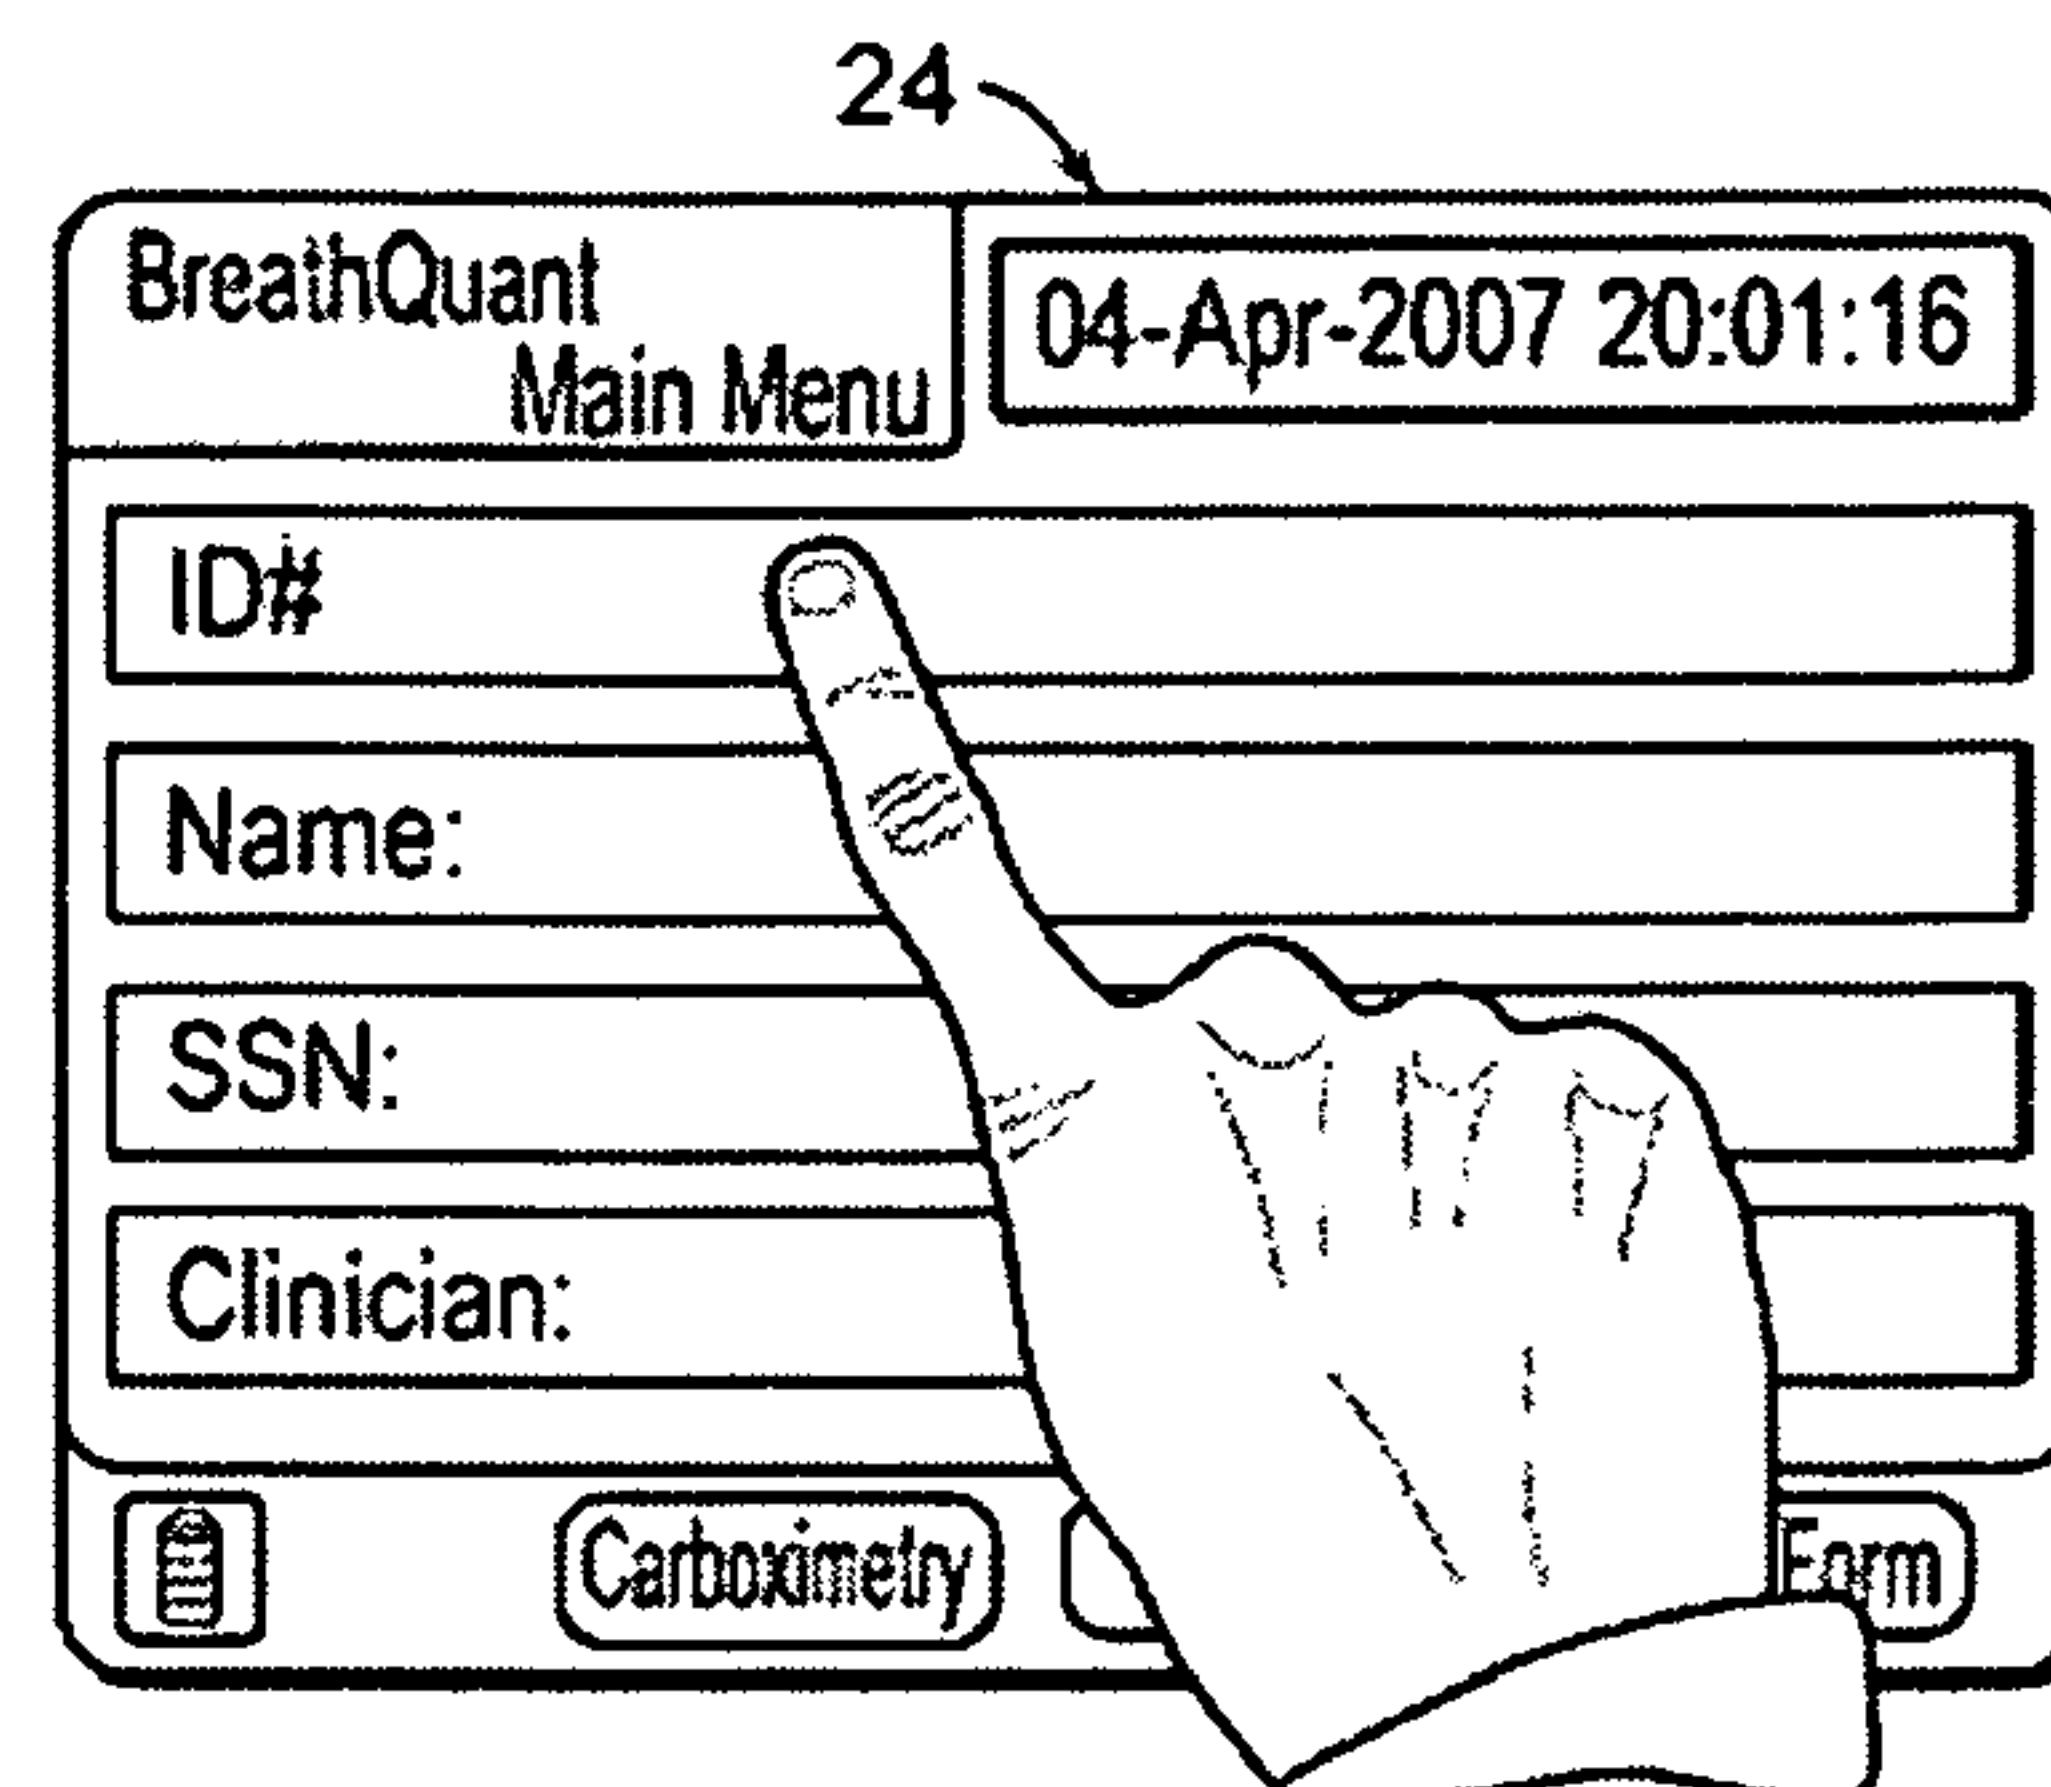 24
BreathQuant
Main Menu
04-Apr-2007 20:01:16
ID#
Name:
SSN:
Clinician:
Carboximetry
Form